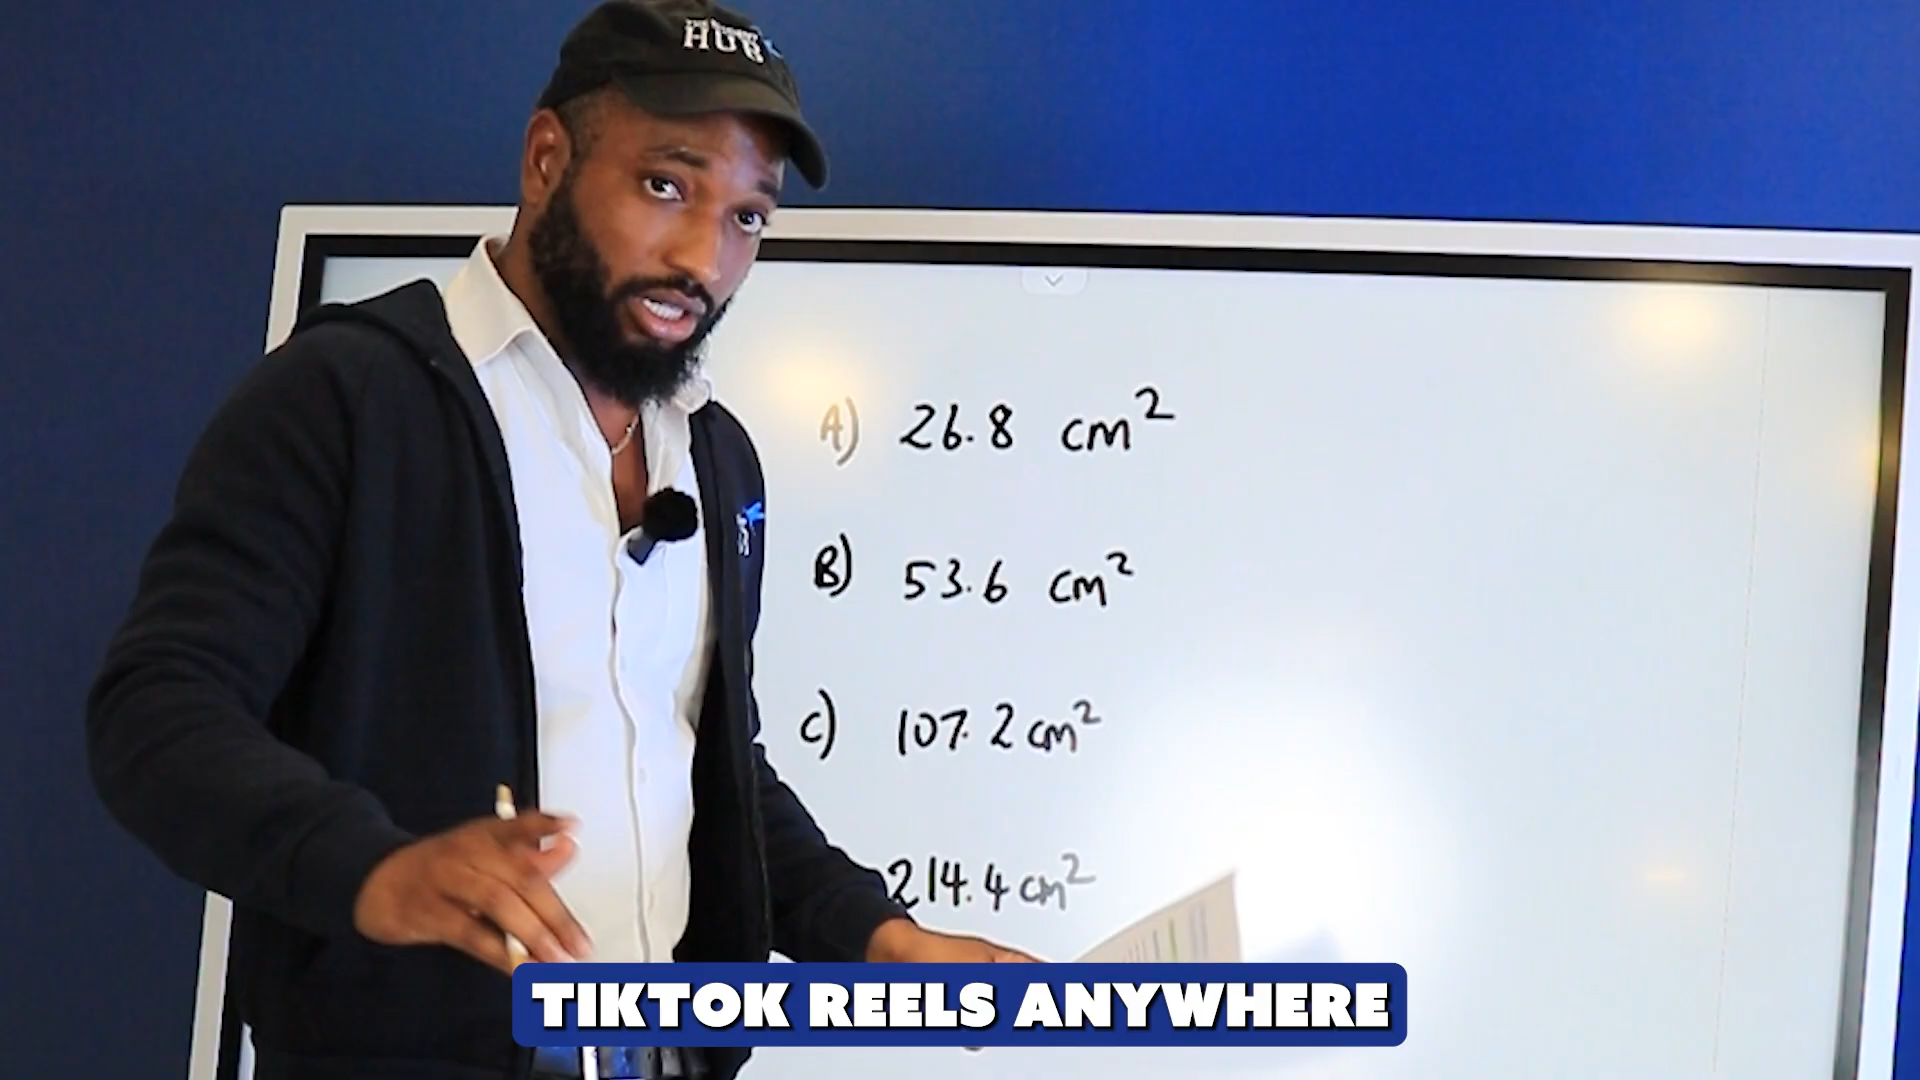 HUB
A) 26.8 cm²
B) 53.6 cm²
C) 107.2 cm²
214.4 cm²
TIKTOK REELS ANYWHERE